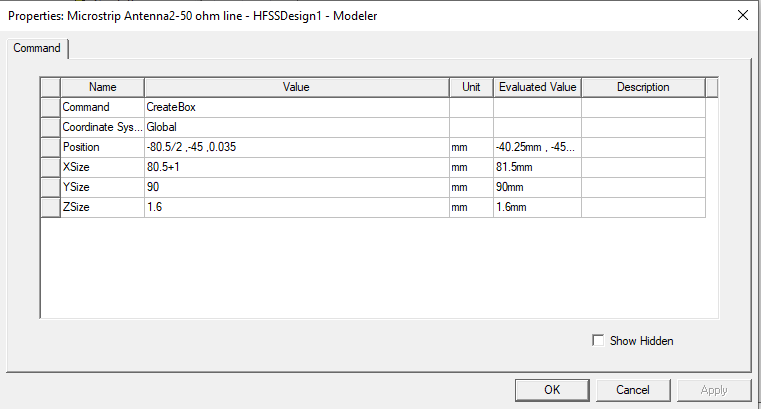 Properties: Microstrip Antenna2-50 ohm line - HFSSDesign1 - Modeler
Command
Name Value Unit Evaluated Value Description
Command CreateBox
Coordinate Sys... Global
Position -80.5/2 ,-45 ,0.035 mm -40.25mm , -45...
XSize 80.5+1 mm 81.5mm
YSize 90 mm 90mm
ZSize 1.6 mm 1.6mm
Show Hidden
OK Cancel Apply